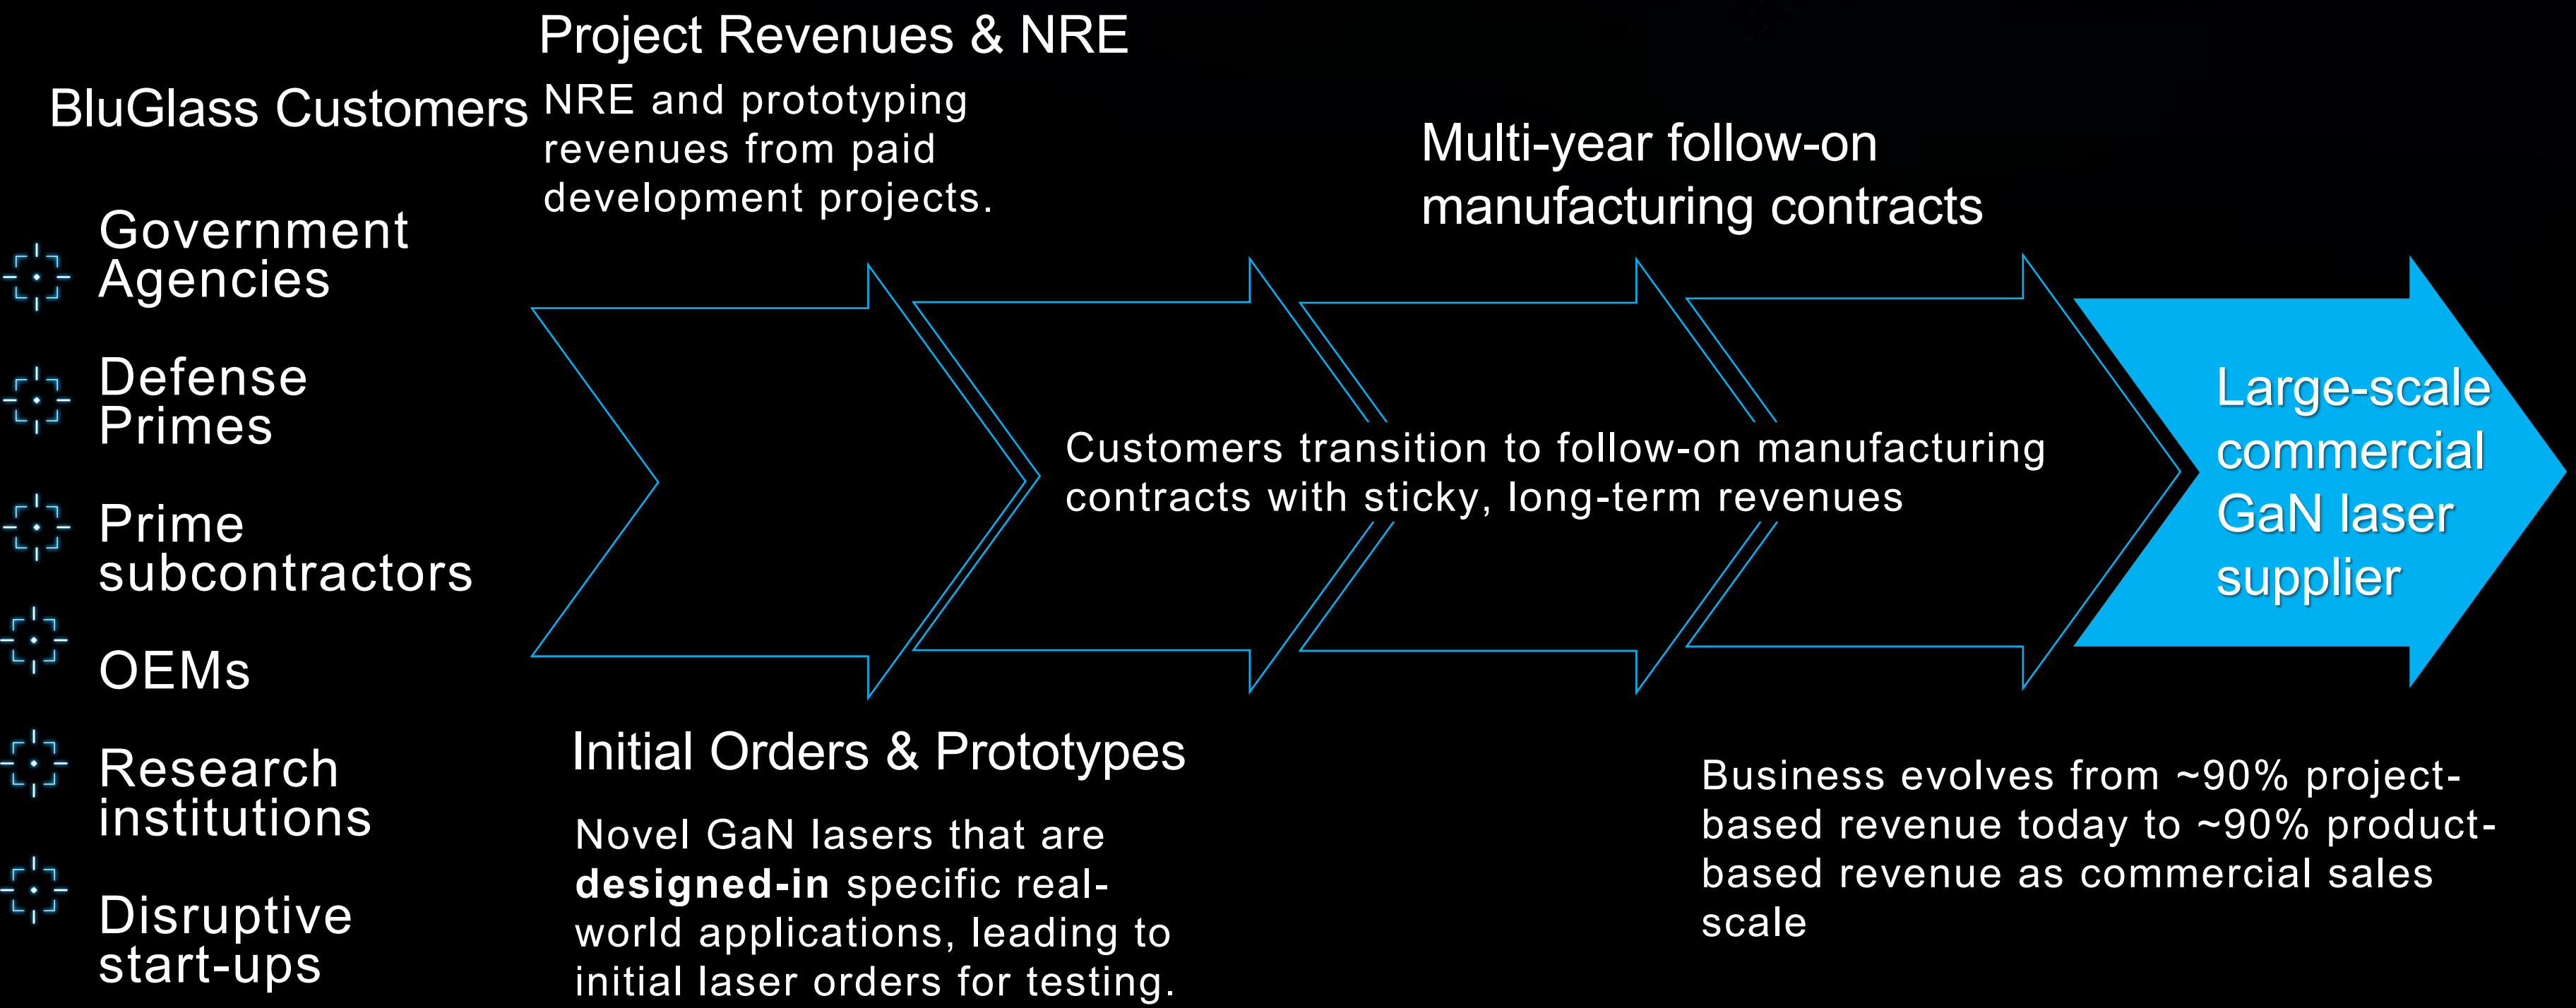 BluGlass Customers
Government
Agencies
Defense
Primes
Prime
subcontractors
OEMs
Research
institutions
Disruptive
start-ups
Project Revenues & NRE
NRE and prototyping
revenues from paid
development projects.
Initial Orders & Prototypes
Novel GaN lasers that are
designed-in specific real-
world applications, leading to
initial laser orders for testing.
Multi-year follow-on
manufacturing contracts
Customers transition to follow-on manufacturing
contracts with sticky, long-term revenues
Business evolves from ~90% project-
based revenue today to ~90% product-
based revenue as commercial sales
scale
Large-scale
commercial
GaN laser
supplier